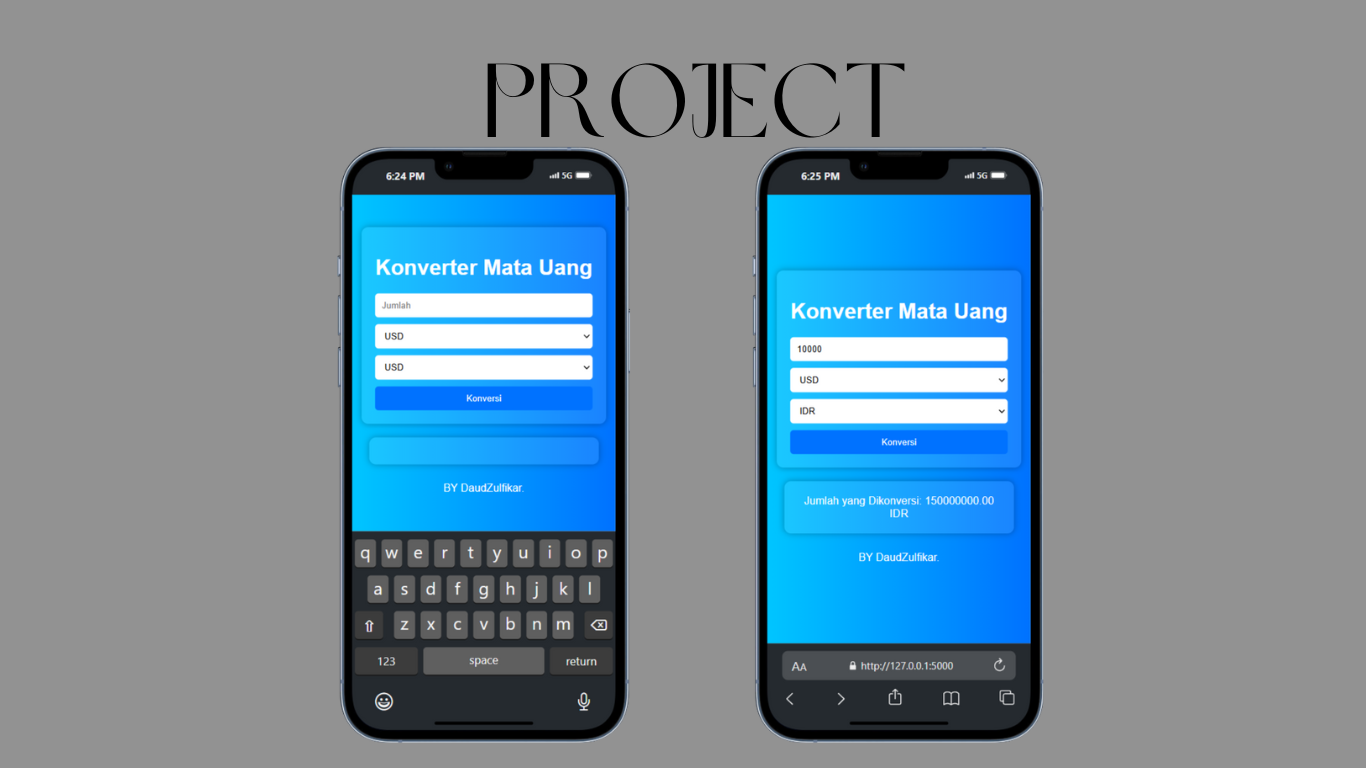 PROJECT
6:24 PM
5G
Konverter Mata Uang
Jumlah
USD
USD
Konversi
BY DaudZulfikar.
q w e r t y u i o p
a s d f g h j k l
z x c v b n m
123 space return
6:25 PM
5G
Konverter Mata Uang
10000
USD
IDR
Konversi
Jumlah yang Dikonversi: 150000000.00
IDR
BY DaudZulfikar.
AA http://127.0.0.1:5000